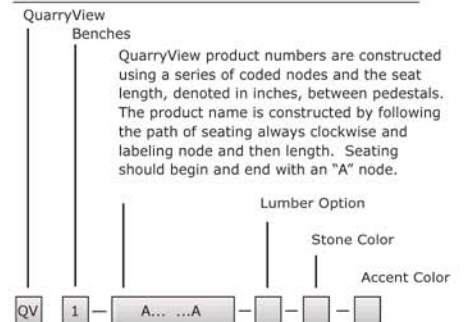 QuarryView
Benches
QuarryView product numbers are constructed
using a series of coded nodes and the seat
length, denoted in inches, between pedestals.
The product name is constructed by following
the path of seating always clockwise and
labeling node and then length. Seating
should begin and end with an "A" node.
Lumber Option
Stone Color
Accent Color
QV 1 – A... ...A – – –